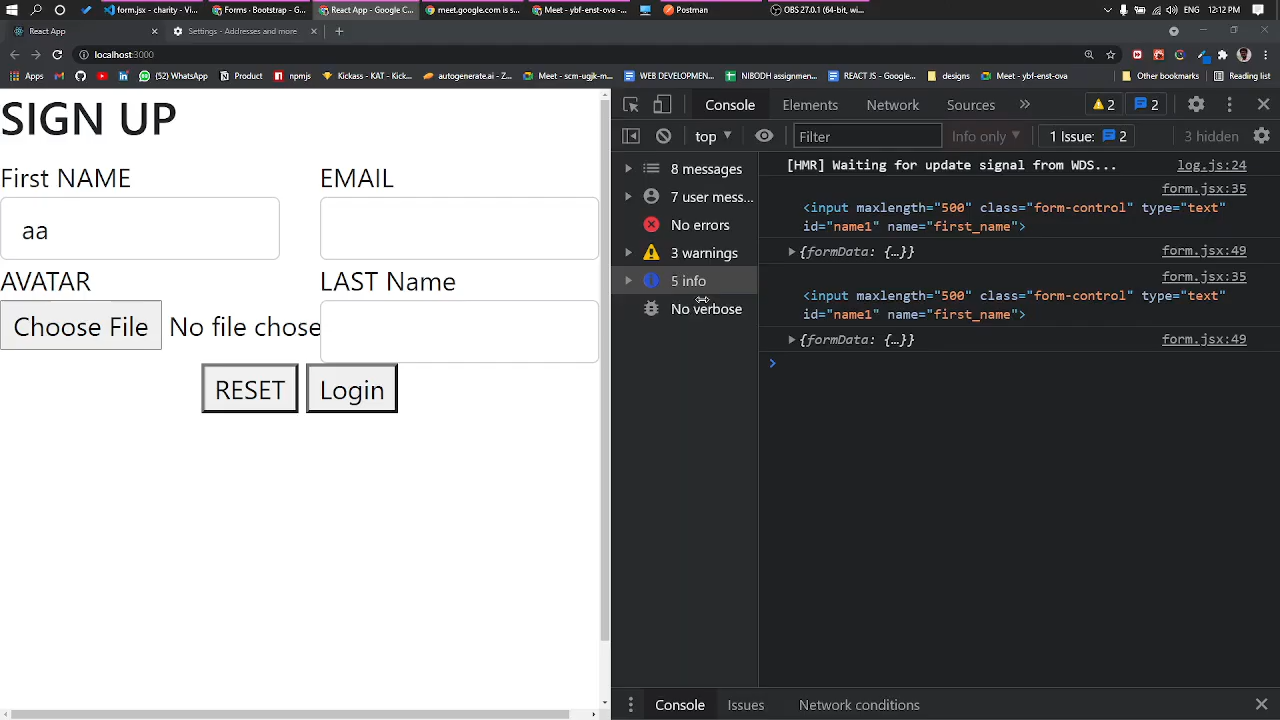 form.jsx - charity - Vi...
Forms · Bootstrap - G...
React App - Google C...
meet.google.com is s...
Meet - ybf-enst-ova - ...
Postman
OBS 27.0.1 (64-bit, wi...
ENG
12:12 PM
React App
Settings - Addresses and more
localhost:3000
Apps
(52) WhatsApp
Product
npmjs
Kickass - KAT - Kick...
autogenerate.ai - Z...
Meet - scm-ugjk-m...
WEB DEVELOPMEN...
NIBODH assignmen...
REACT JS - Google...
designs
Meet - ybf-enst-ova
Other bookmarks
Reading list
SIGN UP
First NAME
EMAIL
aa
AVATAR
LAST Name
Choose File
No file chose
RESET
Login
Console
Elements
Network
Sources
2
2
top
Filter
Info only
1 Issue:
2
3 hidden
8 messages
7 user mess...
No errors
3 warnings
5 info
No verbose
[HMR] Waiting for update signal from WDS...
log.js:24
form.jsx:35
<input maxlength="500" class="form-control" type="text"
id="name1" name="first_name">
{formData: {…}}
form.jsx:49
form.jsx:35
<input maxlength="500" class="form-control" type="text"
id="name1" name="first_name">
{formData: {…}}
form.jsx:49
Console
Issues
Network conditions